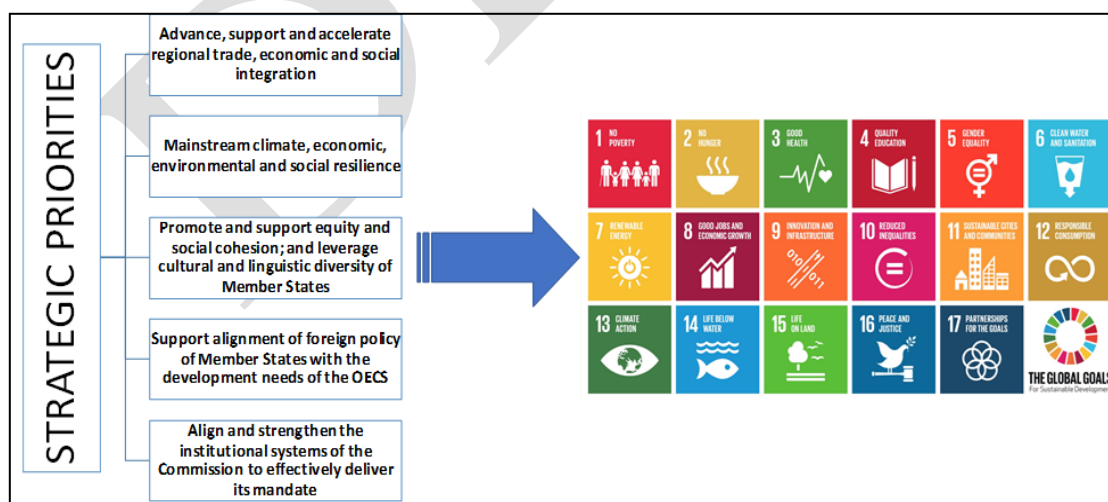 STRATEGIC PRIORITIES
Advance, support and accelerate
regional trade, economic and social
integration
Mainstream climate, economic,
environmental and social resilience
Promote and support equity and
social cohesion; and leverage
cultural and linguistic diversity of
Member States
Support alignment of foreign policy
of Member States with the
development needs of the OECS
Align and strengthen the
institutional systems of the
Commission to effectively deliver
its mandate
1 NO
POVERTY
2 NO
HUNGER
3 GOOD
HEALTH
4 QUALITY
EDUCATION
5 GENDER
EQUALITY
6 CLEAN WATER
AND SANITATION
7 RENEWABLE
ENERGY
8 GOOD JOBS AND
ECONOMIC GROWTH
9 INNOVATION AND
INFRASTRUCTURE
010
011
10 REDUCED
INEQUALITIES
11 SUSTAINABLE CITIES
AND COMMUNITIES
12 RESPONSIBLE
CONSUMPTION
13 CLIMATE
ACTION
14 LIFE BELOW
WATER
15 LIFE
ON LAND
16 PEACE AND
JUSTICE
17 PARTNERSHIPS
FOR THE GOALS
THE GLOBAL GOALS
For Sustainable Development